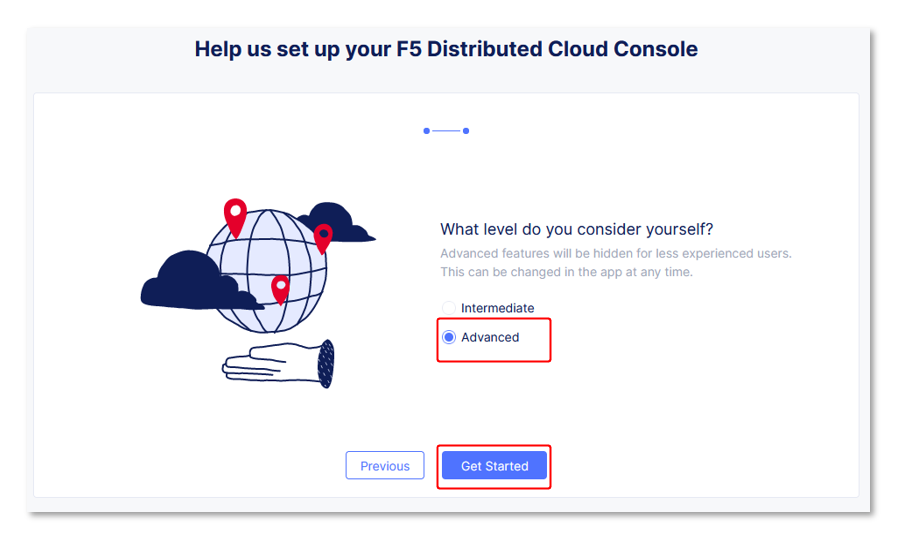 Help us set up your F5 Distributed Cloud Console
What level do you consider yourself?
Advanced features will be hidden for less experienced users.
This can be changed in the app at any time.
Intermediate
Advanced
Previous
Get Started